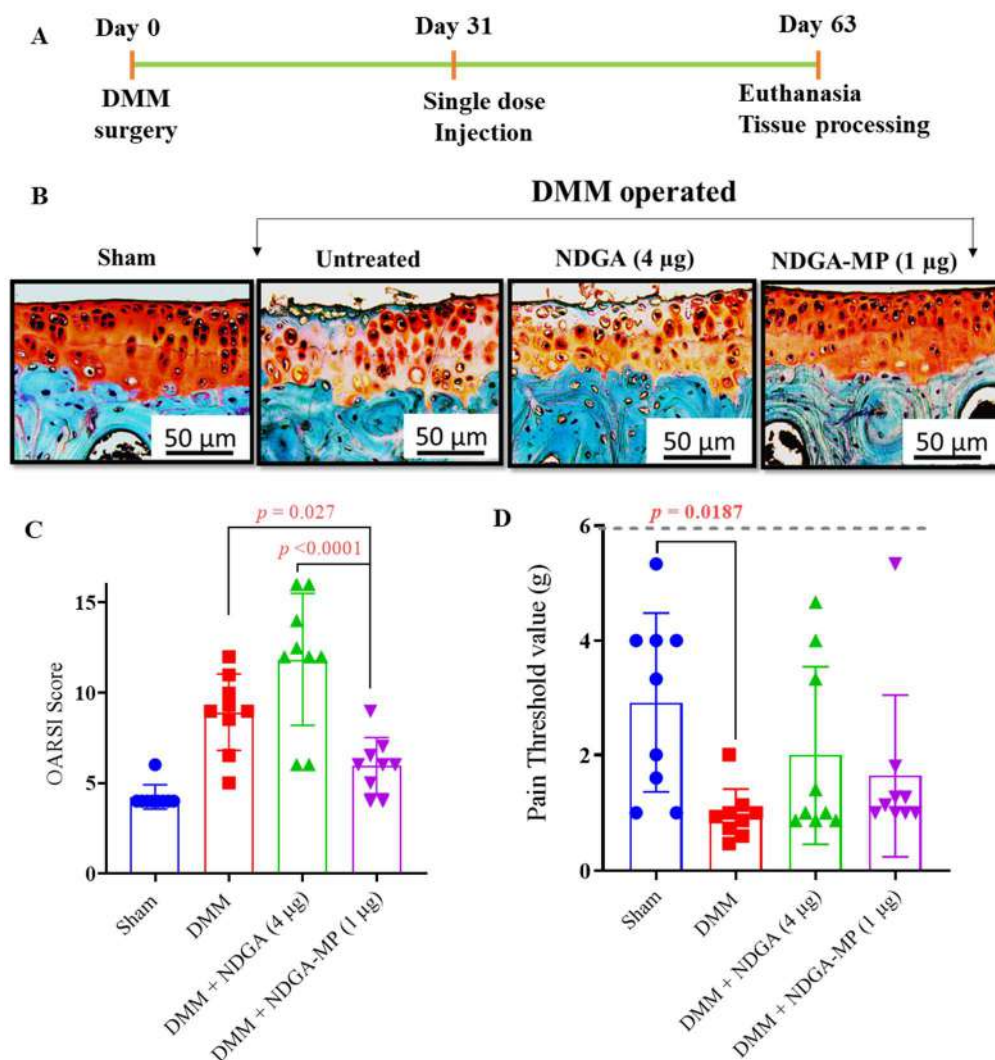 A
Day 0
Day 31
Day 63
DMM
surgery
Single dose
Injection
Euthanasia
Tissue processing
B
DMM operated
Sham
Untreated
NDGA (4 µg)
NDGA-MP (1 µg)
50 µm
50 µm
50 µm
50 µm
C
p = 0.027
p <0.0001
OARSI Score
15
10
5
0
Sham
DMM
DMM + NDGA (4 µg)
DMM + NDGA-MP (1 µg)
D
p = 0.0187
Pain Threshold value (g)
6
4
2
0
Sham
DMM
DMM + NDGA (4 µg)
DMM + NDGA-MP (1 µg)